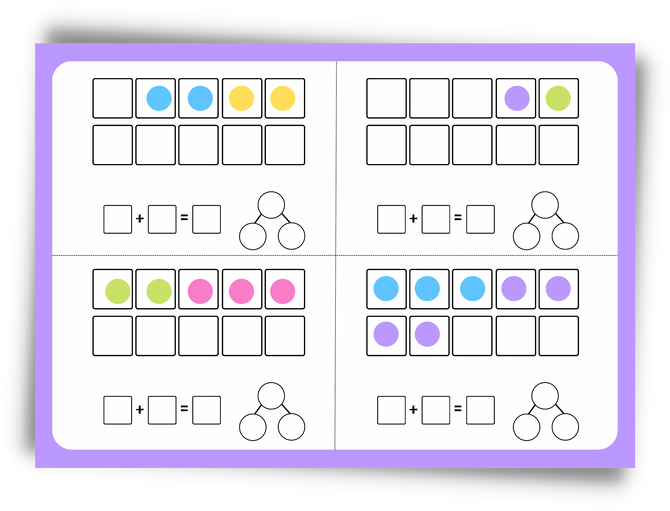 + =
+ =
+ =
+ =